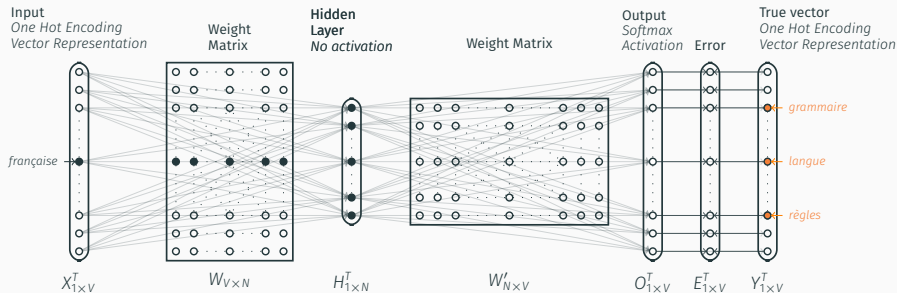 Input
One Hot Encoding
Vector Representation
Weight
Matrix
Hidden
Layer
No activation
Weight Matrix
Output
Softmax
Activation
Error
True vector
One Hot Encoding
Vector Representation
française
grammaire
langue
règles
X^T_{1×V}
W_{V×N}
H^T_{1×N}
W'_{N×V}
O^T_{1×V}
E^T_{1×V}
Y^T_{1×V}